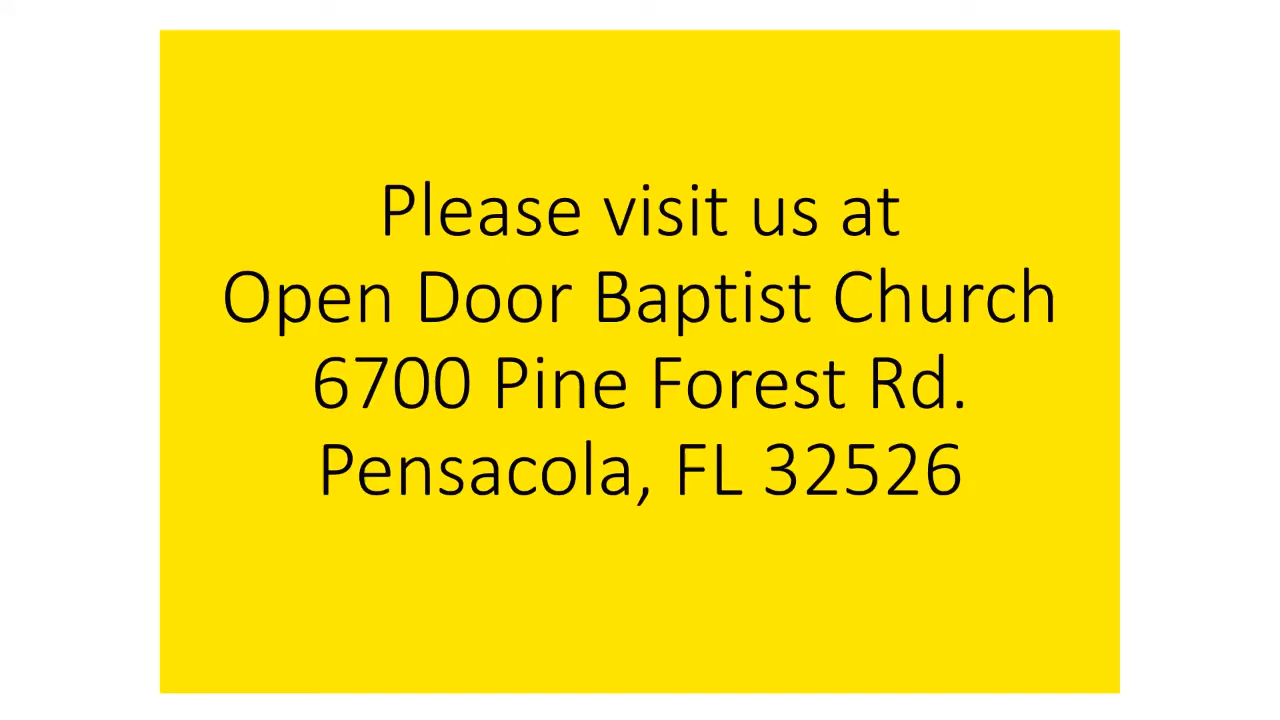 Please visit us at
Open Door Baptist Church
6700 Pine Forest Rd.
Pensacola, FL 32526